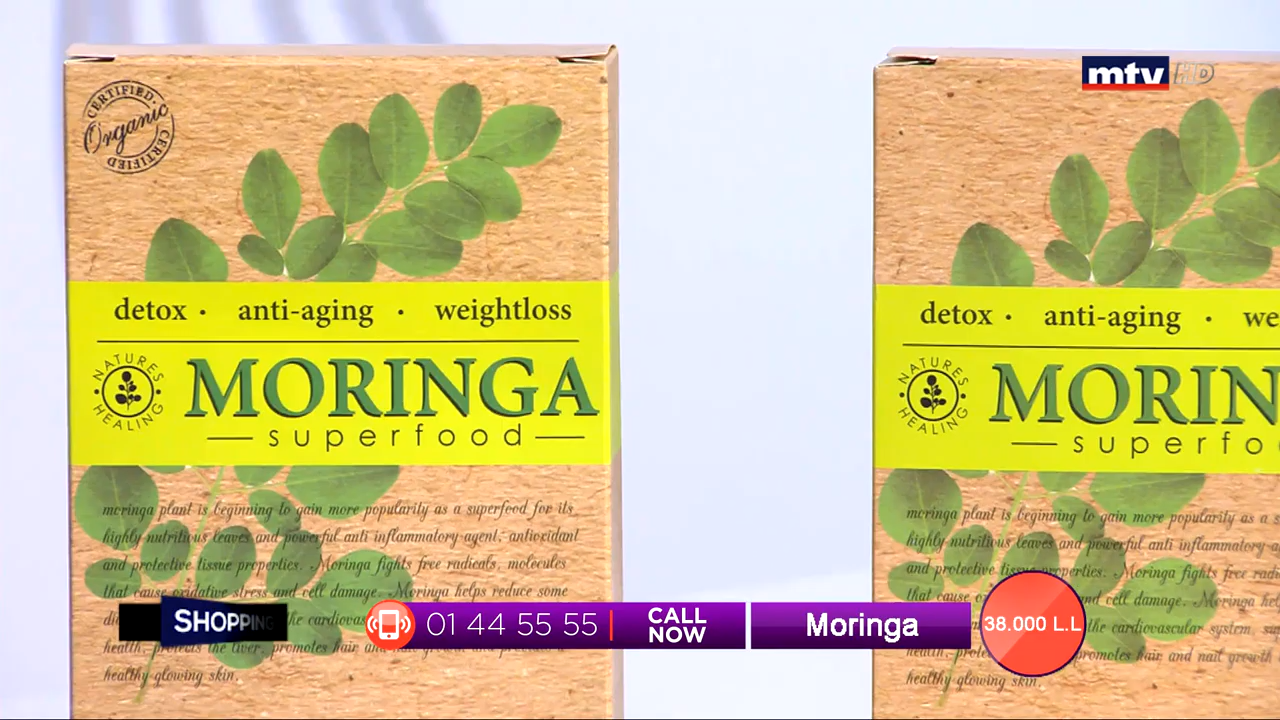 CERTIFIED
Organic
CERTIFIED
detox · anti-aging · weightloss
NATURES
HEALING
MORINGA
superfood
moringa plant is beginning to gain more popularity as a superfood for its
highly nutritious leaves and powerful anti inflammatory agent, antioxidant
and protective tissue properties. Moringa fights free radicals, molecules
that cause oxidative stress and cell damage. Moringa helps reduce some
health, protects the liver, promotes hair and nail growth and
healthy glowing skin.
mtv HD
detox · anti-aging · we
NATURES
HEALING
MORIN
superfo
moringa plant is beginning to gain more popularity as a s
highly nutritious leaves and powerful anti inflammatory a
and protective tissue properties. Moringa fights free radi
that cause o
and cell damage. Moringa hel
the cardiovascular system, su
promotes hair and nail growth
healthy glowing skin.
SHOPPING
01 44 55 55
CALL
NOW
Moringa
38.000 L.L